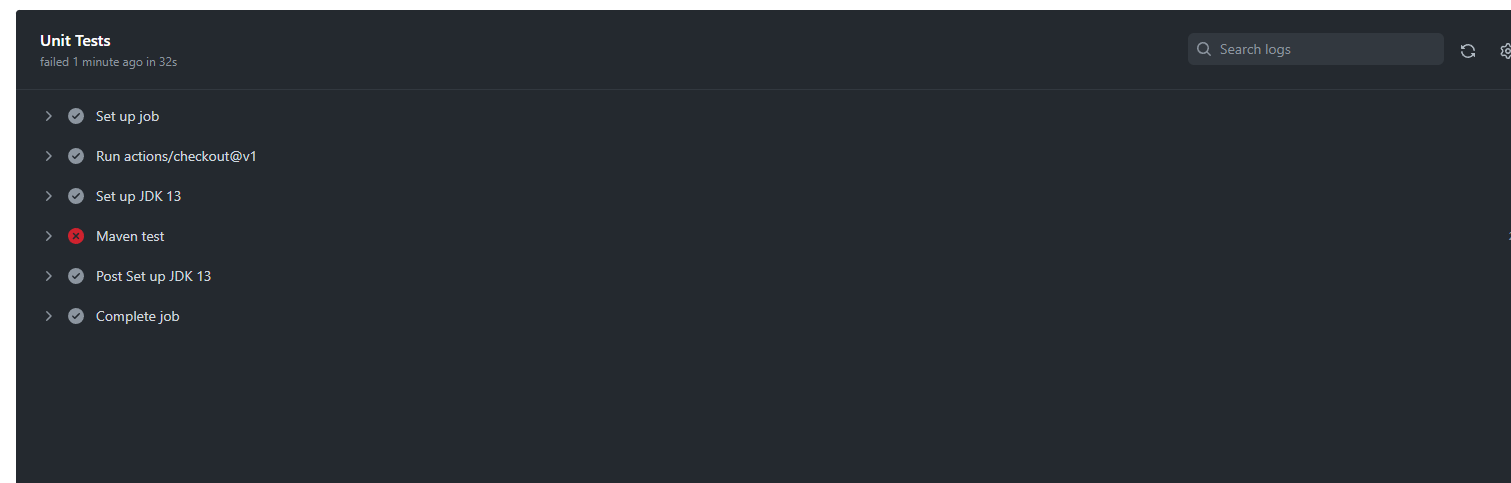 Unit Tests
failed 1 minute ago in 32s
Search logs
Set up job
Run actions/checkout@v1
Set up JDK 13
Maven test
Post Set up JDK 13
Complete job